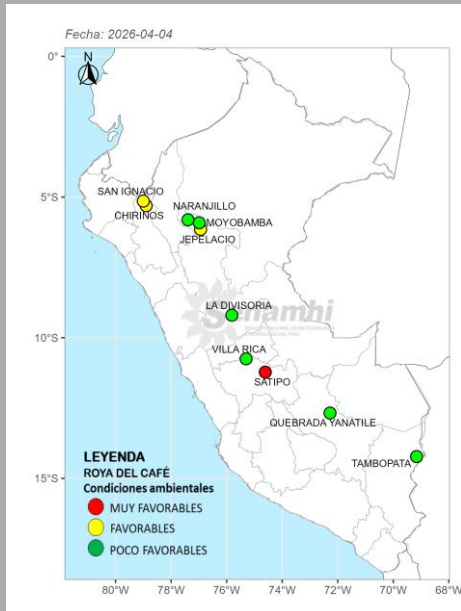 Fecha: 2026-04-04
N
0°
SAN IGNACIO
CHIRINOS
5°S
NARANJILLO
MOYOBAMBA
JEPELACIO
LA DIVISORIA
Senamhi
10°S
VILLA RICA
SATIPO
QUEBRADA YANATILE
TAMBOPATA
15°S
LEYENDA
ROYA DEL CAFÉ
Condiciones ambientales
MUY FAVORABLES
FAVORABLES
POCO FAVORABLES
80°W 78°W 76°W 74°W 72°W 70°W 68°W